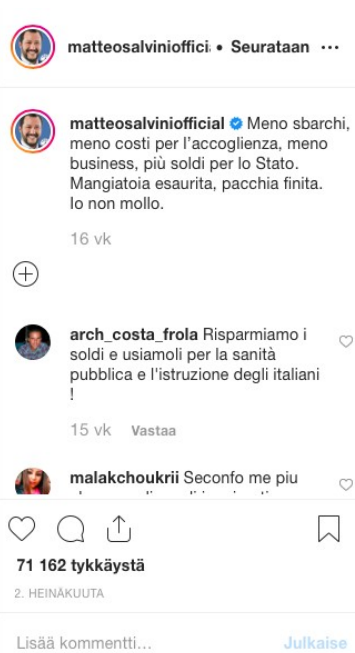 matteosalvinioffici • Seurataan ...
matteosalviniofficial Meno sbarchi,
meno costi per l'accoglienza, meno
business, più soldi per lo Stato.
Mangiatoia esaurita, pacchia finita.
Io non mollo.
16 vk
arch_costa_frola Risparmiamo i
soldi e usiamoli per la sanità
pubblica e l'istruzione degli italiani
!
15 vk Vastaa
malakchoukrii Seconfo me piu
71 162 tykkäystä
2. HEINÄKUUTA
Lisää kommentti... Julkaise